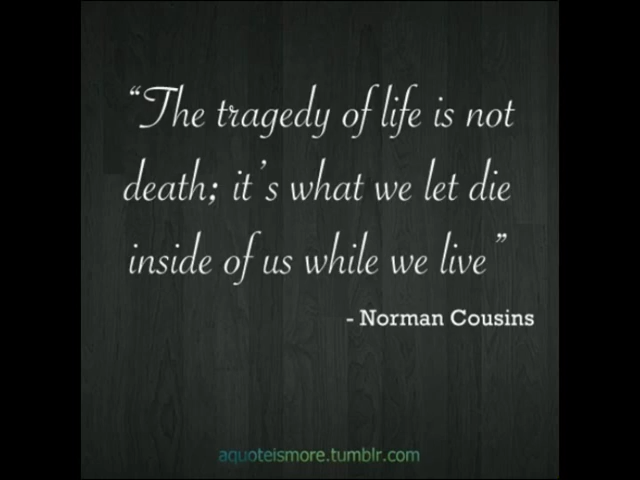 “The tragedy of life is not
death; it’s what we let die
inside of us while we live”
- Norman Cousins
aquoteismore.tumblr.com